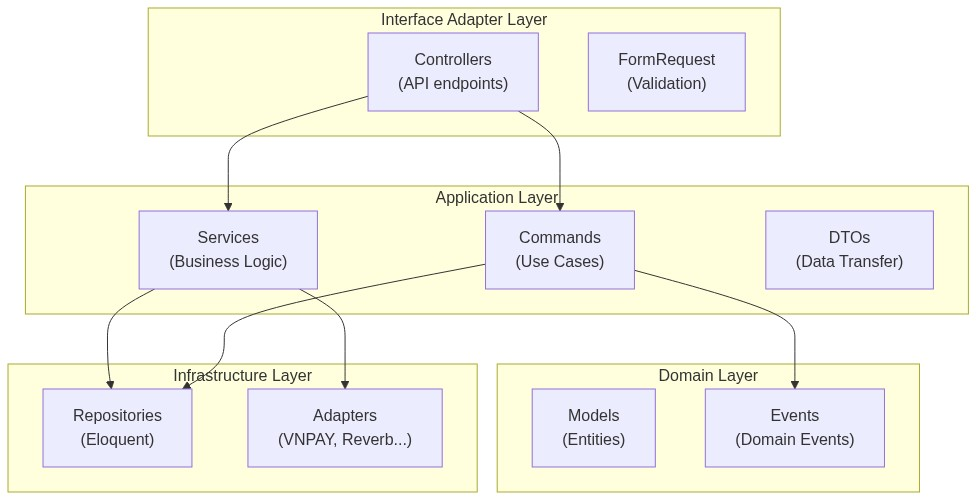 Interface Adapter Layer
Controllers
(API endpoints)
FormRequest
(Validation)
Application Layer
Services
(Business Logic)
Commands
(Use Cases)
DTOs
(Data Transfer)
Infrastructure Layer
Repositories
(Eloquent)
Adapters
(VNPAY, Reverb...)
Domain Layer
Models
(Entities)
Events
(Domain Events)